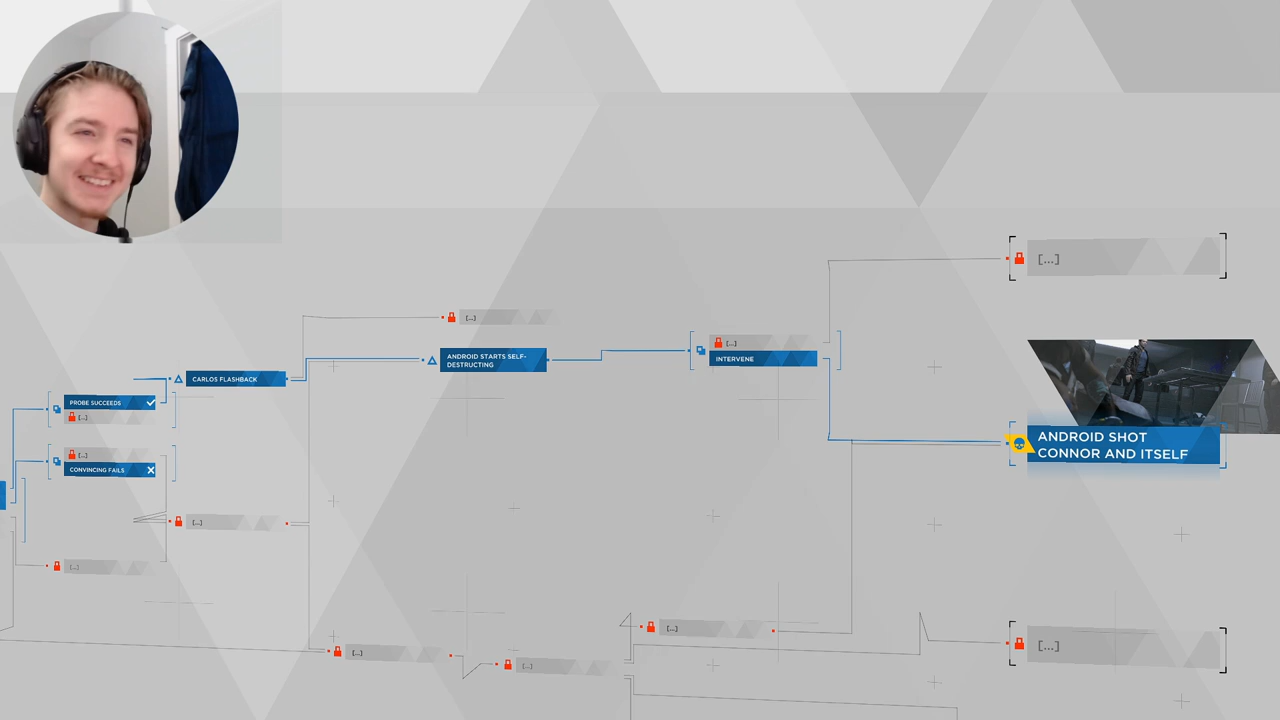 [...]
[...]
[...]
INTERVENE
ANDROID STARTS SELF-
DESTRUCTING
CARLOS FLASHBACK
PROBE SUCCEEDS
[...]
ANDROID SHOT
CONNOR AND ITSELF
[...]
CONVINCING FAILS
[...]
[...]
[...]
[...]
[...]
[...]